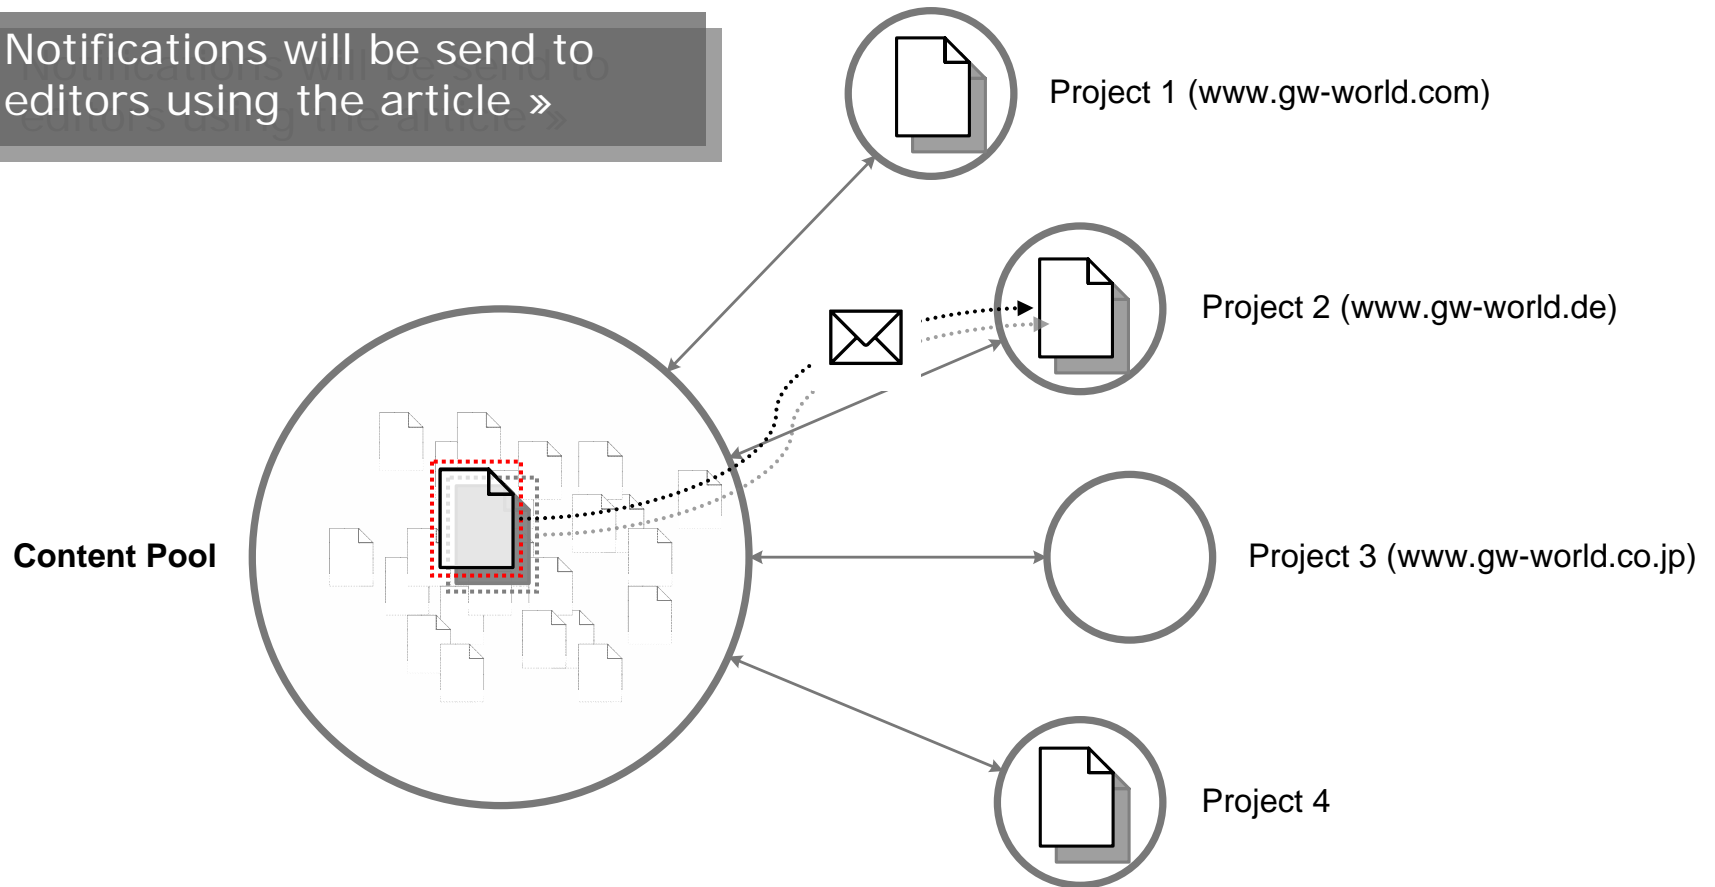 Notifications will be send to
editors using the article »
Project 1 (www.gw-world.com)
Project 2 (www.gw-world.de)
Content Pool
Project 3 (www.gw-world.co.jp)
Project 4